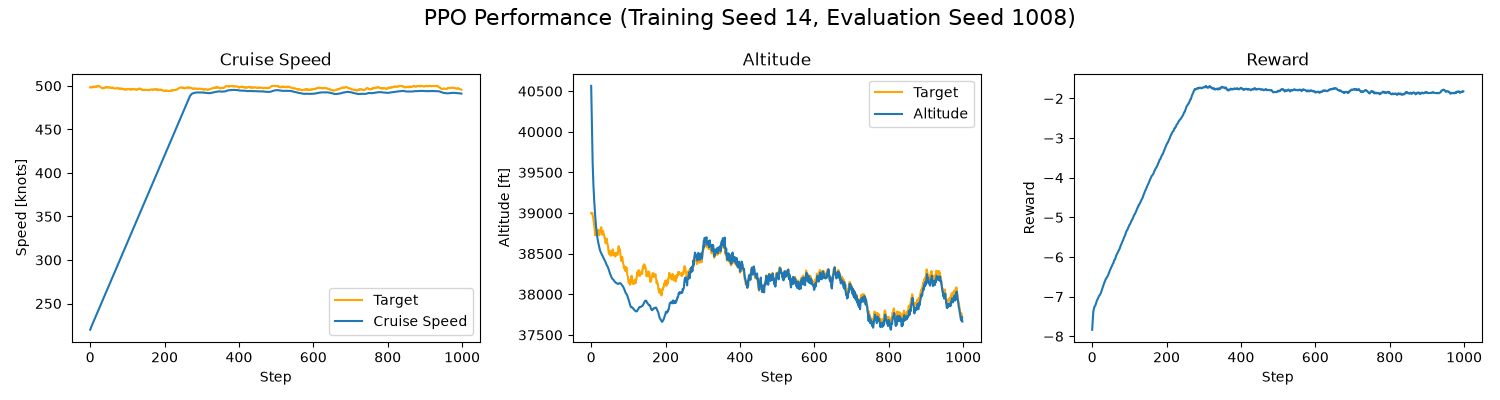 PPO Performance (Training Seed 14, Evaluation Seed 1008)
Cruise Speed
Speed [knots]
500
450
400
350
300
250
0 200 400 600 800 1000
Step
Target
Cruise Speed
Altitude
Altitude [ft]
40500
40000
39500
39000
38500
38000
37500
0 200 400 600 800 1000
Step
Target
Altitude
Reward
Reward
−2
−3
−4
−5
−6
−7
−8
0 200 400 600 800 1000
Step